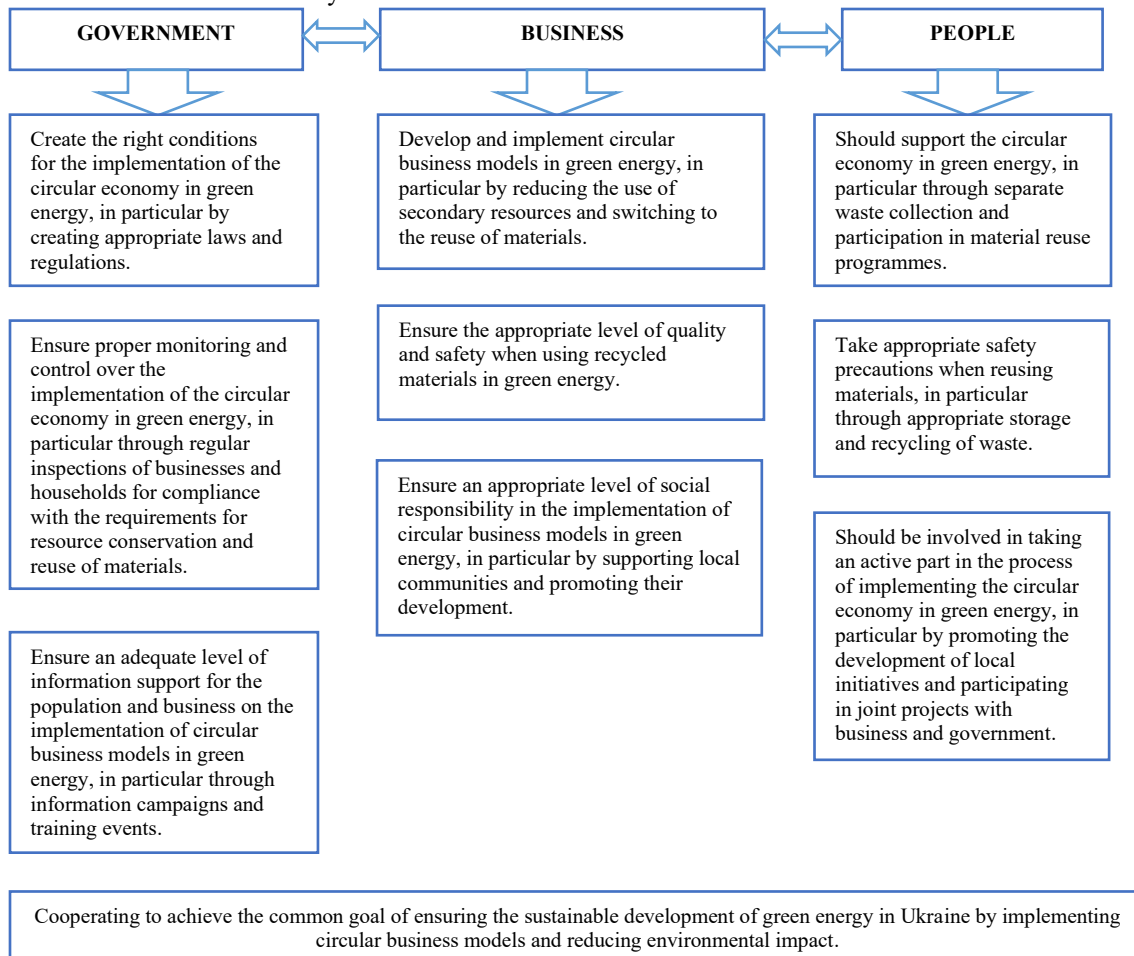 GOVERNMENT
BUSINESS
PEOPLE
Create the right conditions
for the implementation of the
circular economy in green
energy, in particular by
creating appropriate laws and
regulations.
Ensure proper monitoring and
control over the
implementation of the circular
economy in green energy, in
particular through regular
inspections of businesses and
households for compliance
with the requirements for
resource conservation and
reuse of materials.
Ensure an adequate level of
information support for the
population and business on the
implementation of circular
business models in green
energy, in particular through
information campaigns and
training events.
Develop and implement circular
business models in green energy, in
particular by reducing the use of
secondary resources and switching to
the reuse of materials.
Ensure the appropriate level of quality
and safety when using recycled
materials in green energy.
Ensure an appropriate level of social
responsibility in the implementation of
circular business models in green
energy, in particular by supporting local
communities and promoting their
development.
Should support the circular
economy in green energy, in
particular through separate
waste collection and
participation in material reuse
programmes.
Take appropriate safety
precautions when reusing
materials, in particular
through appropriate storage
and recycling of waste.
Should be involved in taking
an active part in the process
of implementing the circular
economy in green energy, in
particular by promoting the
development of local
initiatives and participating
in joint projects with
business and government.
Cooperating to achieve the common goal of ensuring the sustainable development of green energy in Ukraine by implementing
circular business models and reducing environmental impact.